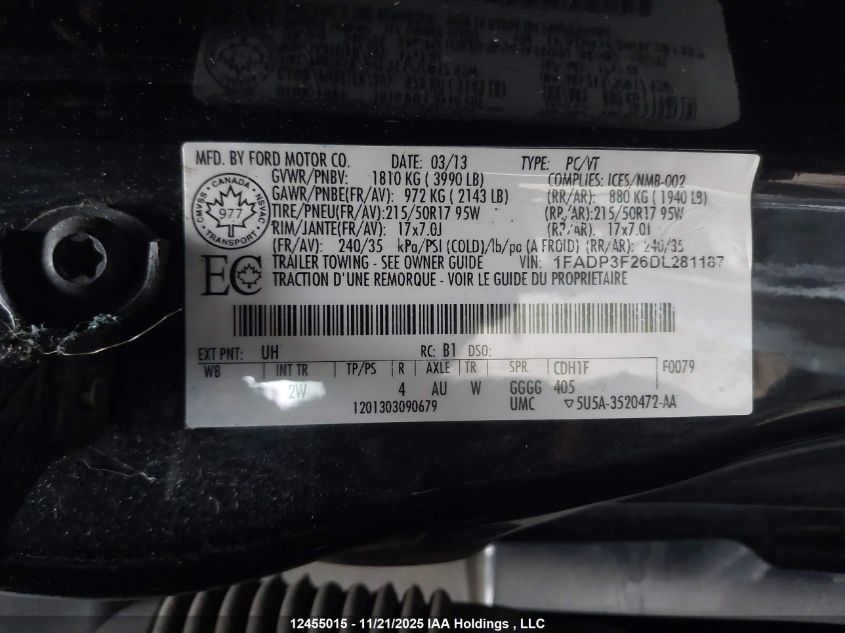 MFD. BY FORD MOTOR CO. DATE: 03/13 TYPE: PC/VT
GVWR/PNBV: 1810 KG ( 3990 LB) COMPLIES: ICES/NMB-002
GAWR/PNBE(FR/AV): 972 KG ( 2143 LB) (RR/AR): 880 KG ( 1940 LB)
TIRE/PNEU(FR/AV): 215/50R17 95W (RR/AR): 215/50R17 95W
RIM/JANTE(FR/AV): 17x7.0J (RR/AR): 17x7.0J
(FR/AV): 240/35 kPa/PSI (COLD)/lb/po (A FROID) (RR/AR): 240/35
TRAILER TOWING - SEE OWNER GUIDE VIN: 1FADP3F26DL281187
TRACTION D'UNE REMORQUE - VOIR LE GUIDE DU PROPRIETAIRE
CMVSS CANADA NSVAC
977
TRANSPORT
EC
EXT PNT: UH RC: B1 DSO:
WB INT TR TP/PS R AXLE TR SPR CDH1F F0079
2W 4 AU W GGGG 405
1201303090679 UMC ▽5U5A-3520472-AA
12455015 - 11/21/2025 IAA Holdings , LLC